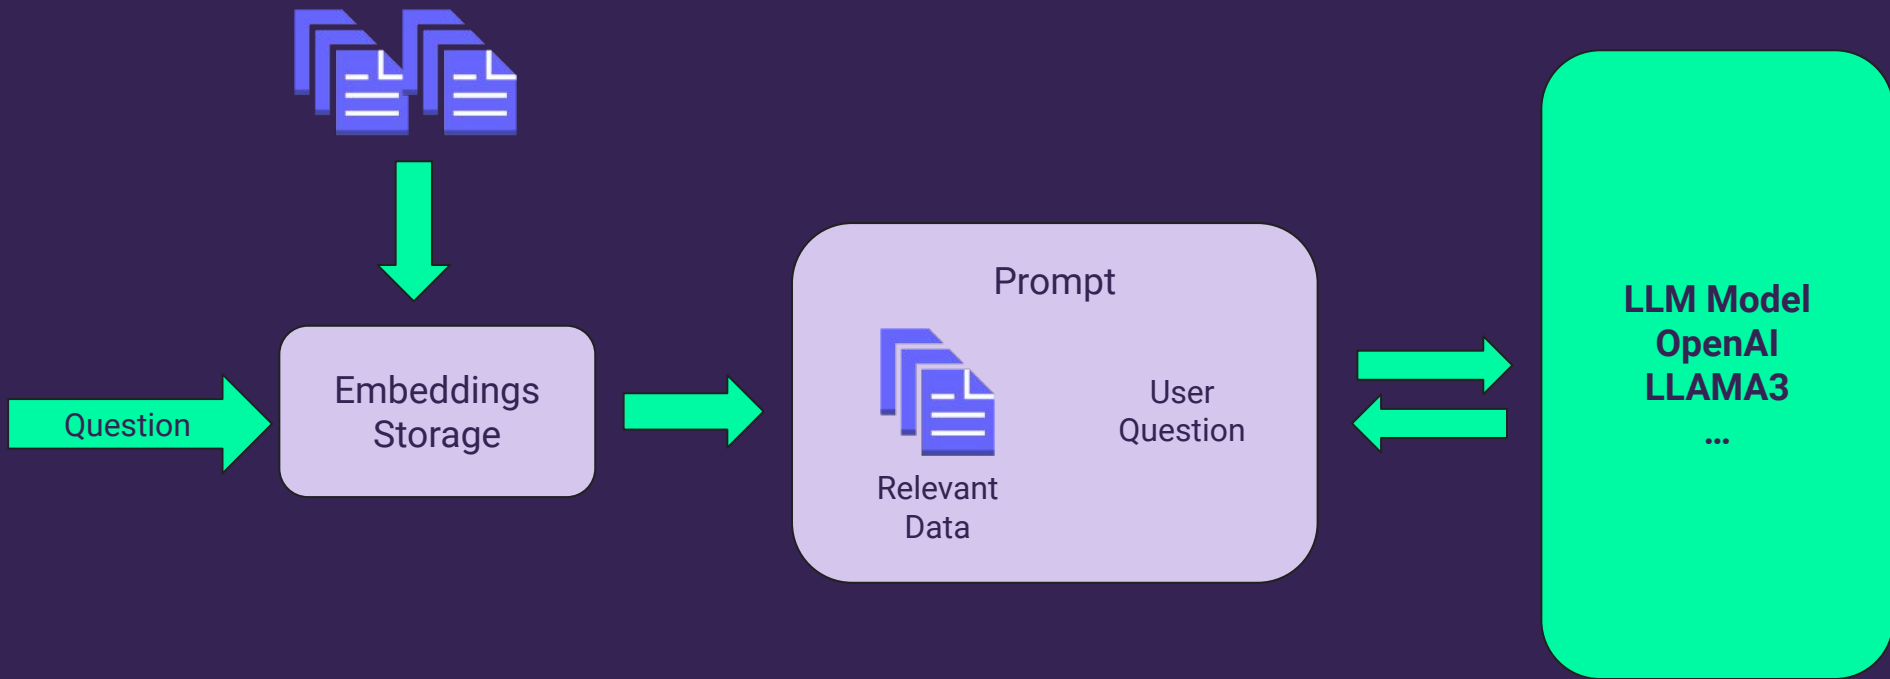 Question
Embeddings
Storage
Prompt
Relevant
Data
User
Question
LLM Model
OpenAI
LLAMA3
...